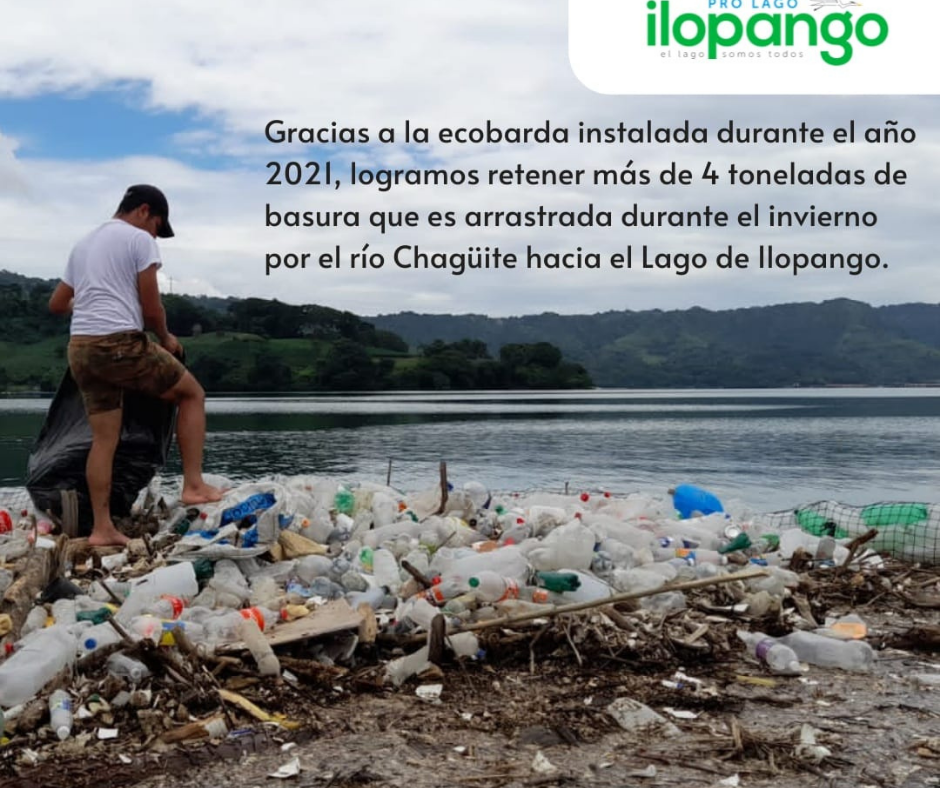 PRO LAGO
ilopango
el lago somos todos
Gracias a la ecobarda instalada durante el año
2021, logramos retener más de 4 toneladas de
basura que es arrastrada durante el invierno
por el río Chagüite hacia el Lago de Ilopango.